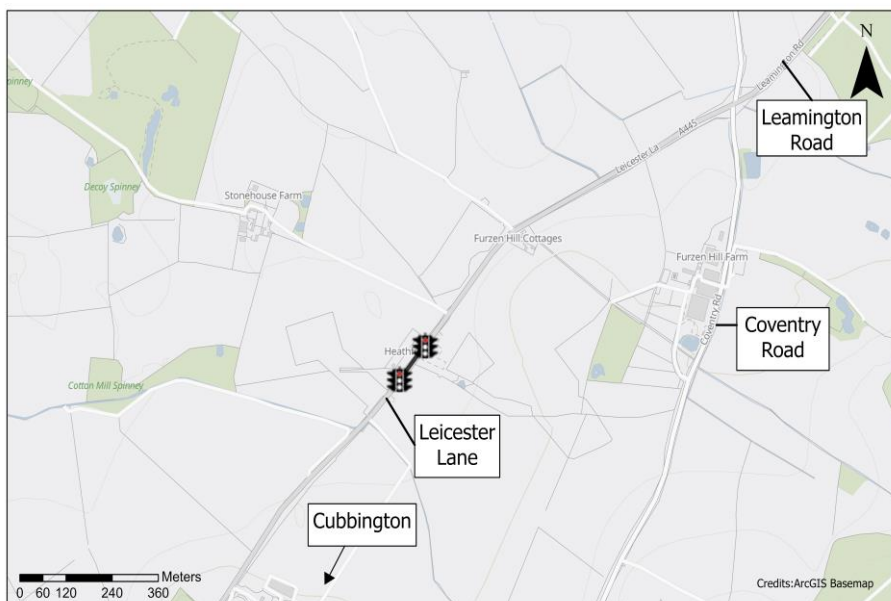 Leamington Rd
N
Leamington
Road
A445
Leicester La
Decoy Spinney
Stonehouse Farm
Furzen Hill Cottages
Furzen Hill Farm
Coventry Rd
Coventry
Road
Heath
Cotton Mill Spinney
Leicester
Lane
Cubbington
Meters
0 60 120 240 360
Credits:ArcGIS Basemap